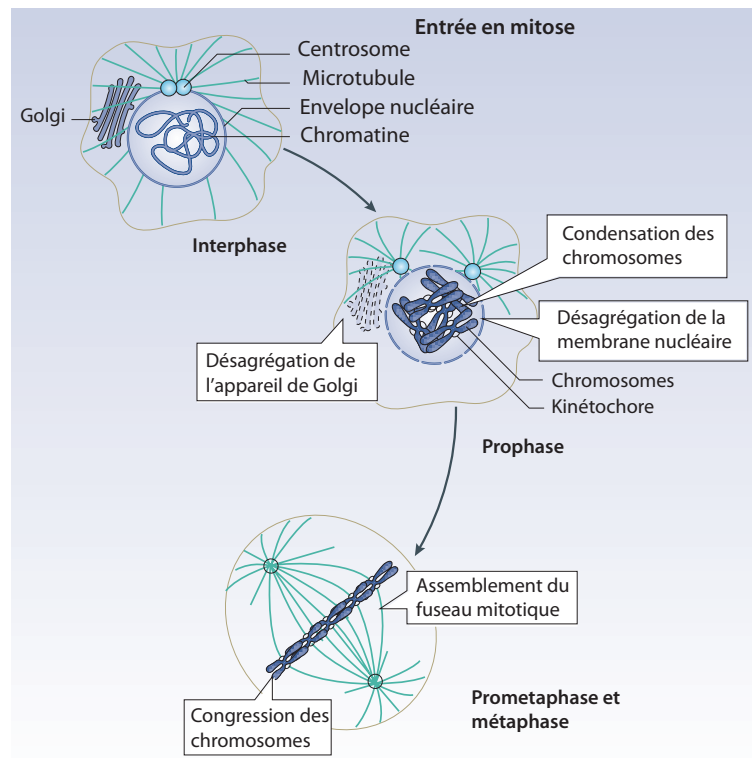 Entrée en mitose
Centrosome
Microtubule
Envelope nucléaire
Chromatine
Golgi
Interphase
Condensation des
chromosomes
Désagrégation de la
membrane nucléaire
Désagrégation de
l'appareil de Golgi
Chromosomes
Kinétochore
Prophase
Assemblement du
fuseau mitotique
Congression des
chromosomes
Prometaphase et
métaphase